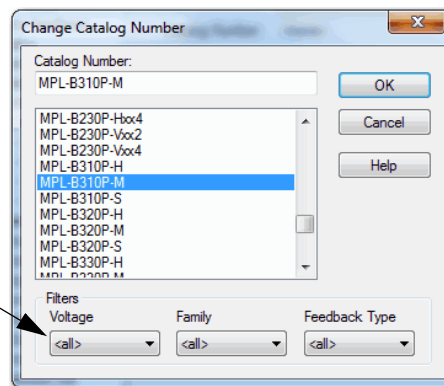 Change Catalog Number
Catalog Number:
MPL-B310P-M
OK
Cancel
Help
MPL-B230P-Hxx4
MPL-B230P-Vxx2
MPL-B230P-Vxx4
MPL-B310P-H
MPL-B310P-M
MPL-B310P-S
MPL-B320P-H
MPL-B320P-M
MPL-B320P-S
MPL-B330P-H
MPL-B330P-M
Filters
Voltage Family Feedback Type
<all> <all> <all>